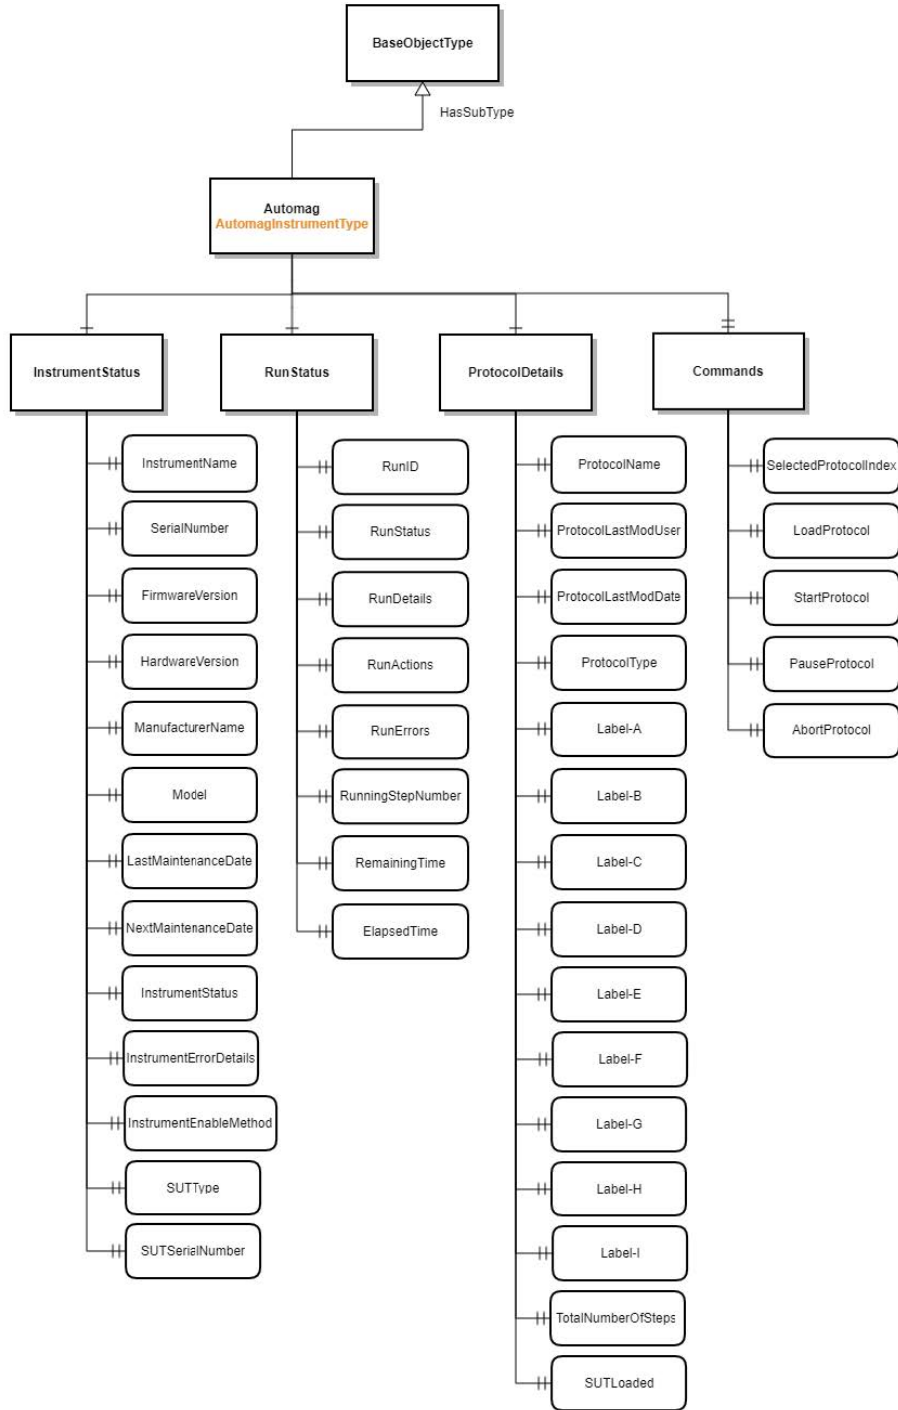 BaseObjectType
HasSubType
Automag
AutomagInstrumentType
InstrumentStatus
RunStatus
ProtocolDetails
Commands
InstrumentName
SerialNumber
FirmwareVersion
HardwareVersion
ManufacturerName
Model
LastMaintenanceDate
NextMaintenanceDate
InstrumentStatus
InstrumentErrorDetails
InstrumentEnableMethod
SUTType
SUTSerialNumber
RunID
RunStatus
RunDetails
RunActions
RunErrors
RunningStepNumber
RemainingTime
ElapsedTime
ProtocolName
ProtocolLastModUser
ProtocolLastModDate
ProtocolType
Label-A
Label-B
Label-C
Label-D
Label-E
Label-F
Label-G
Label-H
Label-I
TotalNumberOfSteps
SUTLoaded
SelectedProtocolIndex
LoadProtocol
StartProtocol
PauseProtocol
AbortProtocol